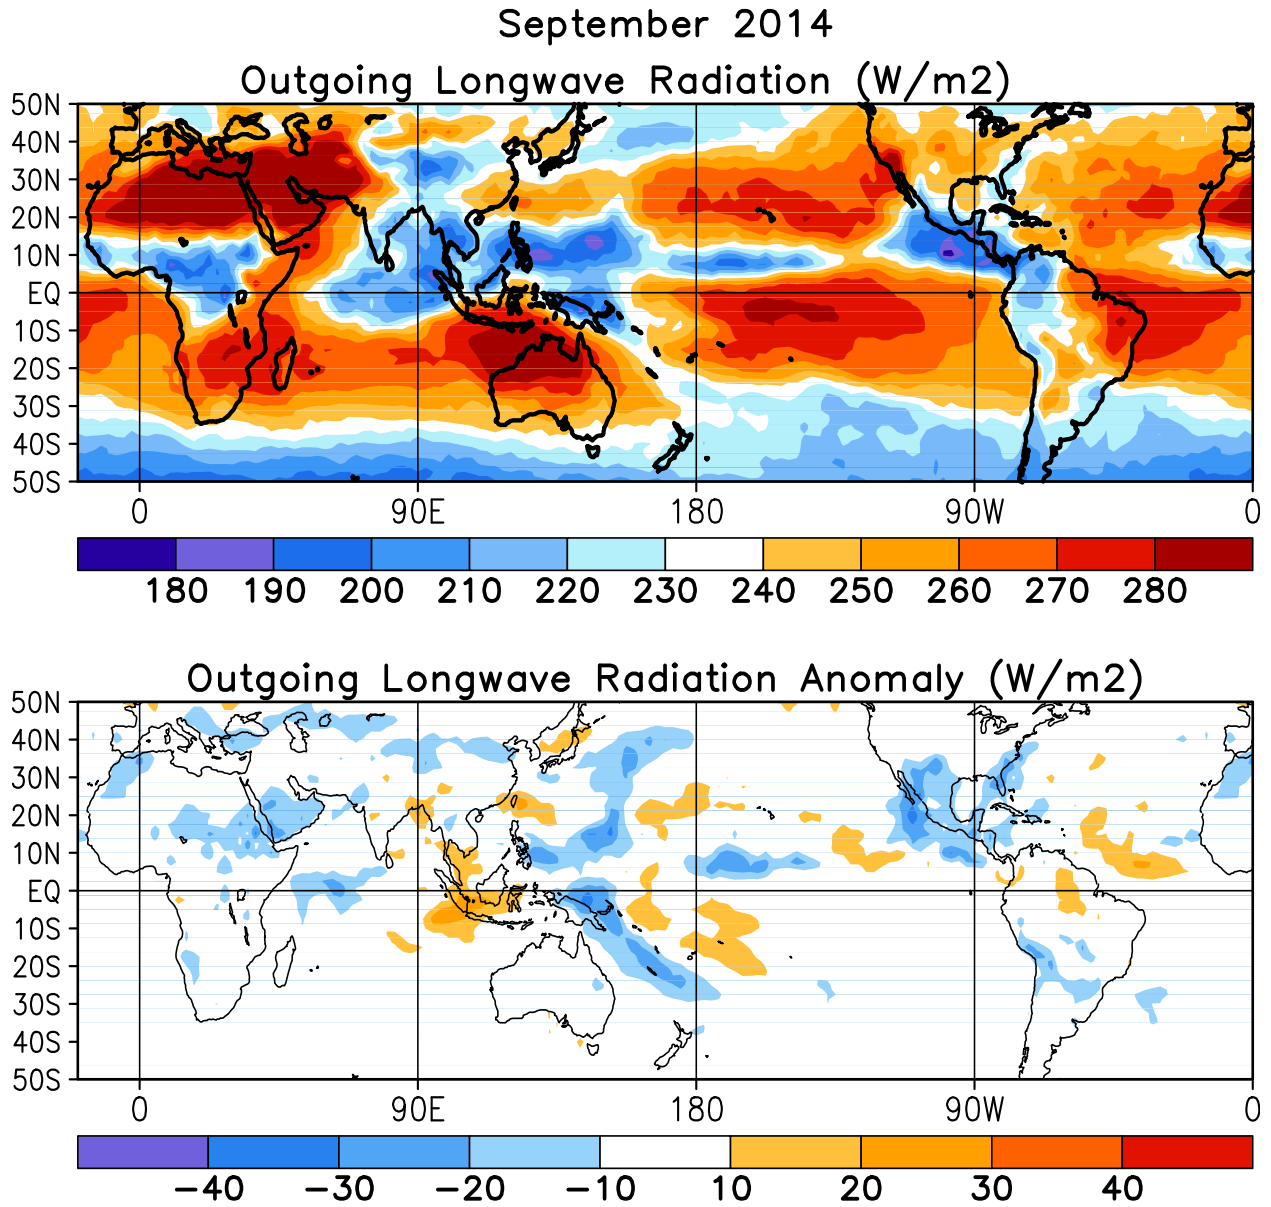 September 2014
Outgoing Longwave Radiation (W/m2)
50N
40N
30N
20N
10N
EQ
10S
20S
30S
40S
50S
0 90E 180 90W 0
180 190 200 210 220 230 240 250 260 270 280
Outgoing Longwave Radiation Anomaly (W/m2)
50N
40N
30N
20N
10N
EQ
10S
20S
30S
40S
50S
0 90E 180 90W 0
-40 -30 -20 -10 10 20 30 40